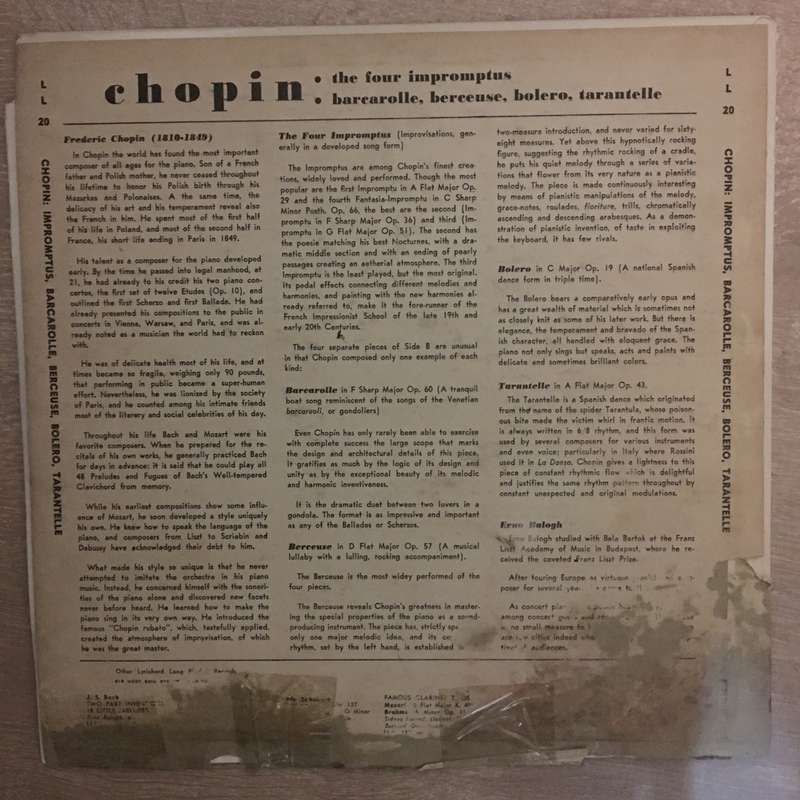 chopin:
the four impromptus
barcarolle, berceuse, bolero, tarantelle
L
L
20
CHOPIN: IMPROMPTUS, BARCAROLLE, BERCEUSE, BOLERO, TARANTELLE
Frederic Chopin (1810-1849)
In Chopin the world has found the most important
composer of all ages for the piano. Son of a French
father and Polish mother, he never ceased throughout
his lifetime to honor his Polish birth through his
Mazurkas and Polonaises. A the same time, the
delicacy of his art and his temperament reveal also
the French in him. He spent most of the first half
of his life in Poland, and most of the second half in
France, his short life ending in Paris in 1849.
His talent as a composer for the piano developed
early. By the time he passed into legal manhood, at
21, he had already to his credit his two piano con-
certos, the first set of twelve Etudes (Op. 10), and
outlined the first Scherzo and first Ballade. He had
already presented his compositions to the public in
concerts in Vienna, Warsaw, and Paris, and was al-
ready noted as a musician the world had to reckon
with.
He was of delicate health most of his life, and at
times became so fragile, weighing only 90 pounds,
that performing in public became a super-human
effort. Nevertheless, he was lionized by the society
of Paris, and he counted among his intimate friends
most of the literary and social celebrities of his day.
Throughout his life Bach and Mozart were his
favorite composers. When he prepared for the re-
citals of his own works, he generally practiced Bach
for days in advance; it is said that he could play all
48 Preludes and Fugues of Bach's Well-tempered
Clavichord from memory.
While his earliest compositions show some influ-
ence of Mozart, he soon developed a style uniquely
his own. He knew how to speak the language of the
piano, and composers from Liszt to Scriabin and
Debussy have acknowledged their debt to him.
What made his style so unique is that he never
attempted to imitate the orchestra in his piano
music. Instead, he concerned himself with the sonori-
ties of the piano alone and discovered new facets
never before heard. He learned how to make the
piano sing in its very own way. He introduced the
famous "Chopin rubato", which, tastefully applied,
created the atmosphere of improvisation, of which
he was the great master.
The Four Impromptus (Improvisations, gen-
erally in a developed song form)
The Impromptus are among Chopin's finest crea-
tions, widely loved and performed. Though the most
popular are the first Impromptu in A Flat Major Op.
29 and the fourth Fantasia-Impromptu in C Sharp
Minor Posth. Op. 66, the best are the second (Im-
promptu in F Sharp Major Op. 36) and third (Im-
promptu in G Flat Major Op. 51). The second has
the poesie matching his best Nocturnes, with a dra-
matic middle section and with an ending of pearly
passages creating an aetherial atmosphere. The third
Impromptu is the least played, but the most original.
Its pedal effects connecting different melodies and
harmonies, and painting with the new harmonies al-
ready referred to, make it the fore-runner of the
French Impressionist School of the late 19th and
early 20th Centuries.
The four separate pieces of Side B are unusual
in that Chopin composed only one example of each
kind:
Barcarolle in F Sharp Major Op. 60 (A tranquil
boat song reminiscent of the songs of the Venetian
barcaroli, or gondoliers)
Even Chopin has only rarely been able to exercise
with complete success the large scope that marks
the design and architectural details of this piece.
It gratifies as much by the logic of its design and
unity as by the exceptional beauty of its melodic
and harmonic inventiveness.
It is the dramatic duet between two lovers in a
gondola. The format is as impressive and important
as any of the Ballades or Scherzos.
Berceuse in D Flat Major Op. 57 (A musical
lullaby with a lulling, rocking accompaniment).
The Berceuse is the most widey performed of the
four pieces.
The Berceuse reveals Chopin's greatness in master-
ing the special properties of the piano as a sound-
producing instrument. The piece has, strictly
only one major melodic idea, and its
rhythm, set by the left hand, is established
two-measure introduction, and never varied for sixty-
eight measures. Yet above this hypnotically rocking
figure, suggesting the rhythmic rocking of a cradle,
he puts his quiet melody through a series of varia-
tions that flower from its very nature as a pianistic
melody. The piece is made continuously interesting
by means of pianistic manipulations of the melody,
grace-notes, roulades, fioriture, trills, chromatically
ascending and descending arabesques. As a demon-
stration of pianistic invention, of taste in exploiting
the keyboard, it has few rivals.
Bolero in C Major Op. 19 (A national Spanish
dance form in triple time).
The Bolero bears a comparatively early opus and
has a great wealth of material which is sometimes not
as closely knit as some of his later work. But there is
elegance, the temperament and bravado of the Span-
ish character, all handled with eloquent grace. The
piano not only sings but speaks, acts and paints with
delicate and sometimes brilliant colors.
Tarantelle in A Flat Major Op. 43.
The Tarantelle is a Spanish dance which originated
from the name of the spider Tarantula, whose poison-
ous bite made the victim whirl in frantic motion. It
is always written in 6/8 rhythm, and this form was
used by several composers for various instruments
and even voice; particularly in Italy where Rossini
used it in La Danza. Chopin gives a lightness to this
piece of constant rhythmic flow which is delightful
and justifies the same rhythm pattern throughout by
constant unexpected and original modulations.
Erno Balogh
Erno Balogh studied with Bela Bartok at the Franz
Liszt Academy of Music in Budapest, where he re-
ceived the coveted Franz Liszt Prize.
After touring Europe as virtuoso
poser for several
As concert
among concert
no small measure
are cities indeed
audiences.
L
L
20
CHOPIN: IMPROMPTUS, BARCAROLLE, BERCEUSE, BOLERO, TARANTELLE
Other Lyrichord Long
J. S. Bach
TWO PART
FAMOUS CLARINET
Mozart
Brahms